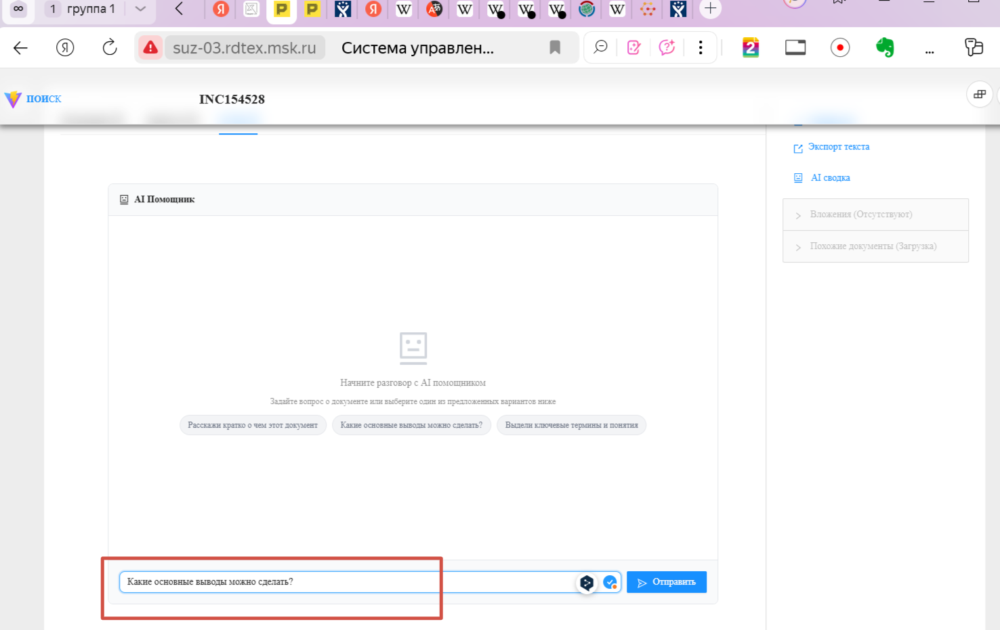 1 группа 1
suz-03.rdtex.msk.ru Система управлен...
ПОИСК INC154528
Экспорт текста
AI сводка
AI Помощник
Вложения (Отсутствуют)
Похожие документы (Загрузка)
Начните разговор с AI помощником
Задайте вопрос о документе или выберите один из предложенных вариантов ниже
Расскажи кратко о чем этот документ Какие основные выводы можно сделать? Выдели ключевые термины и понятия
Какие основные выводы можно сделать? Отправить